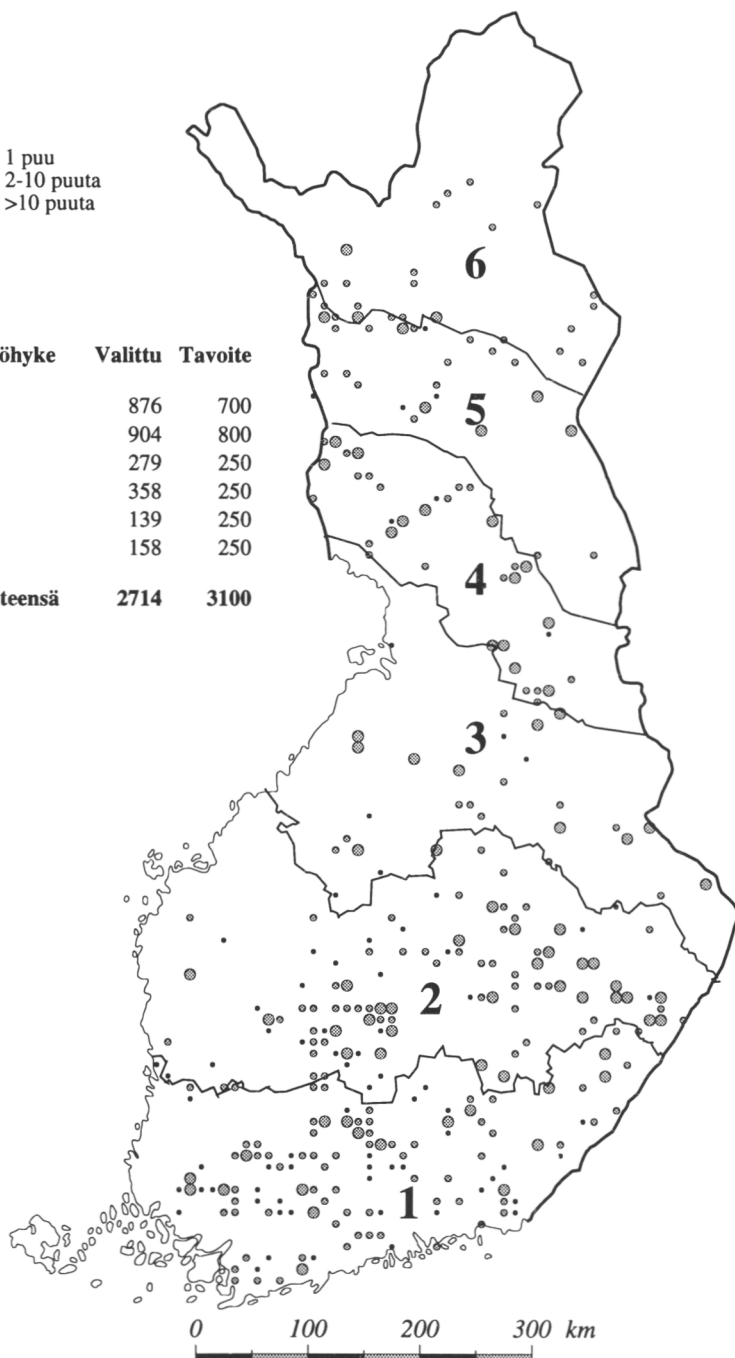 1 puu
2-10 puuta
>10 puuta
6
öhyke Valittu Tavoite
5
876 700
904 800
279 250
358 250
139 250
158 250
4
teensä 2714 3100
3
2
1
0 100 200 300 km